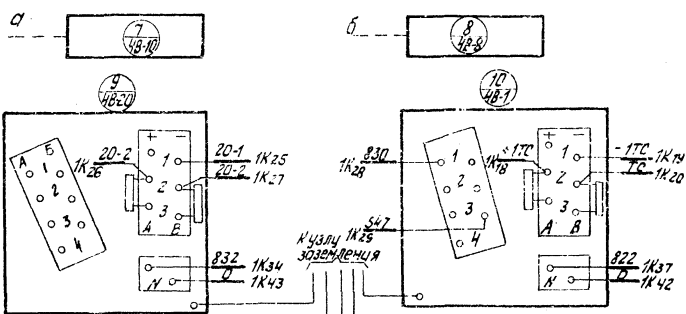 а
7
4В-10
б
8
4В-9
9
4В-20
10
4В-1
А Б
1
2
3
4
+ -
1
2
3
А В
20-2
1К26
20-1
1К25
20-2
1К27
832
1К34
0
1К43
N
К узлу
заземления
1
2
3
4
830
1К28
547
1К29
+1ТС
1К18
+ -
1
2
3
А В
-1ТС
1К19
ТС
1К20
822
1К37
0
1К42
N